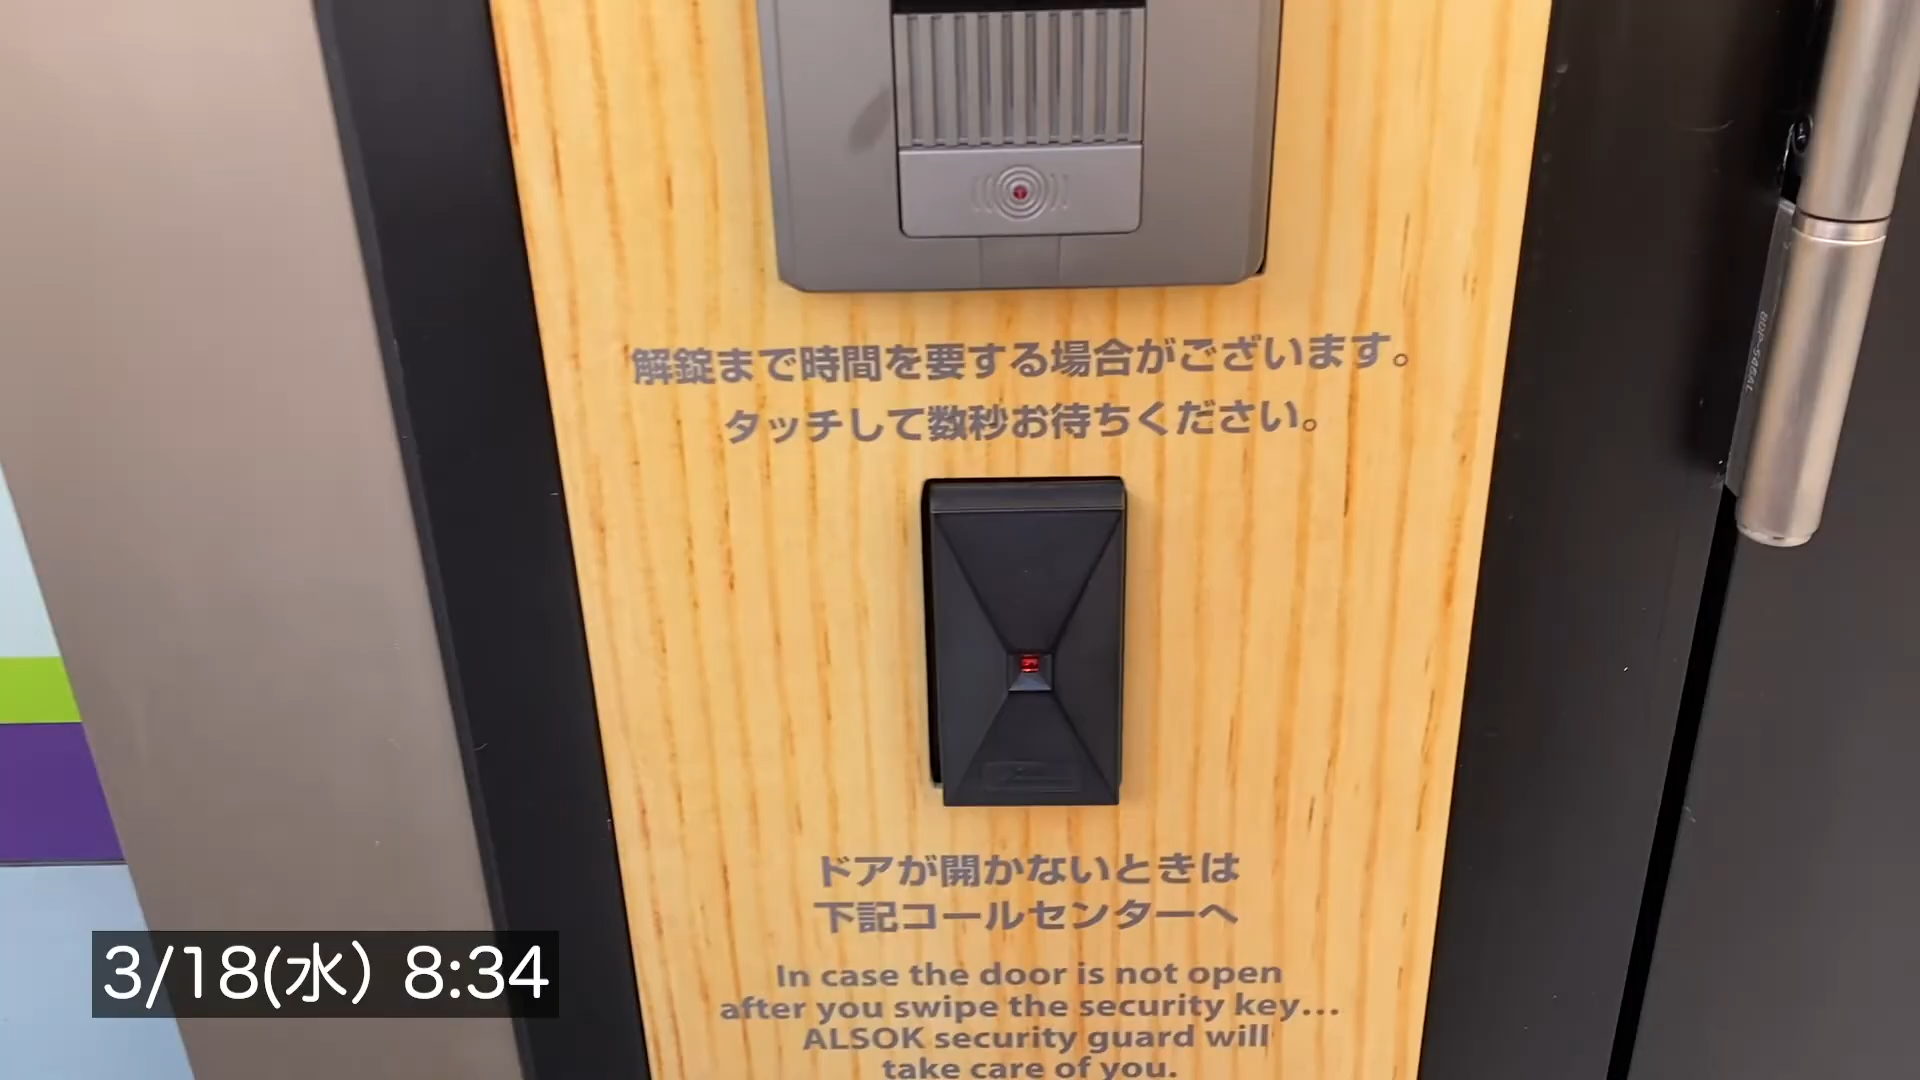 解錠まで時間を要する場合がございます。
タッチして数秒お待ちください。
ドアが開かないときは
下記コールセンターへ
In case the door is not open
after you swipe the security key...
ALSOK security guard will
take care of you.
3/18(水) 8:34